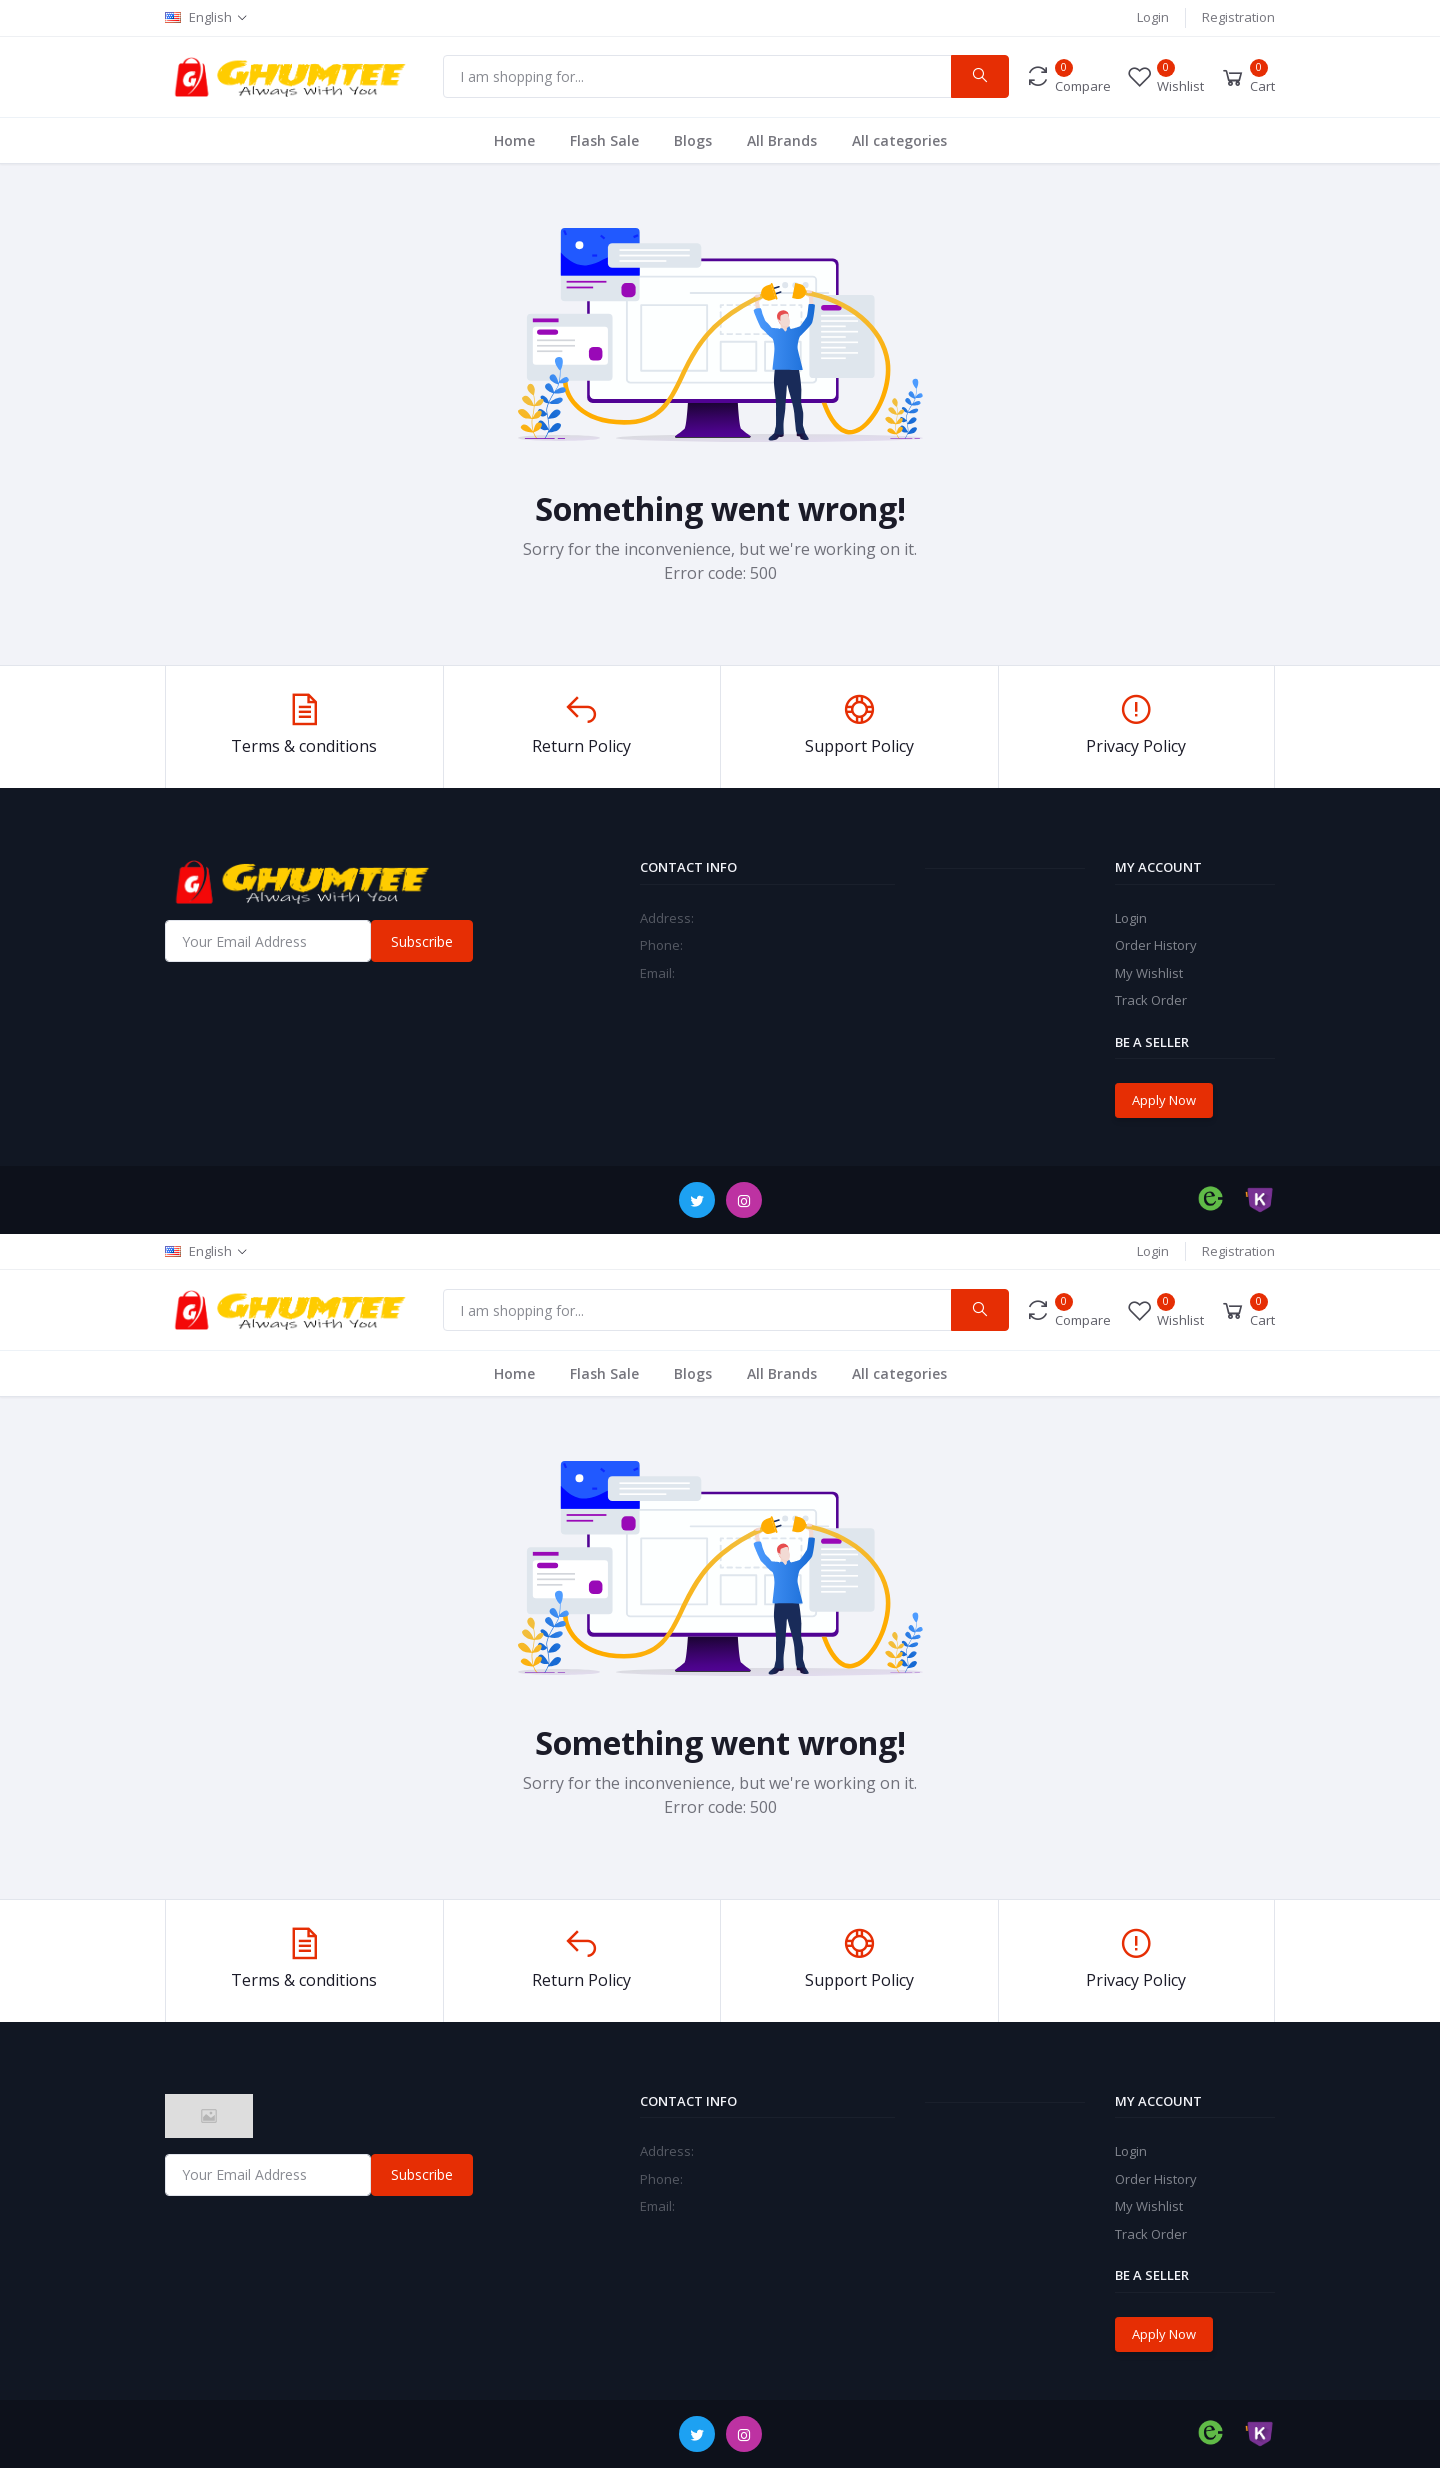 English
Login
Registration
GHUMTEE
Always With You
I am shopping for...
0
Compare
0
Wishlist
0
Cart
Home
Flash Sale
Blogs
All Brands
All categories
Something went wrong!
Sorry for the inconvenience, but we're working on it.
Error code: 500
Terms & conditions
Return Policy
Support Policy
Privacy Policy
GHUMTEE
Always With You
Your Email Address
Subscribe
CONTACT INFO
Address:
Phone:
Email:
MY ACCOUNT
Login
Order History
My Wishlist
Track Order
BE A SELLER
Apply Now
English
Login
Registration
GHUMTEE
Always With You
I am shopping for...
0
Compare
0
Wishlist
0
Cart
Home
Flash Sale
Blogs
All Brands
All categories
Something went wrong!
Sorry for the inconvenience, but we're working on it.
Error code: 500
Terms & conditions
Return Policy
Support Policy
Privacy Policy
Your Email Address
Subscribe
CONTACT INFO
Address:
Phone:
Email:
MY ACCOUNT
Login
Order History
My Wishlist
Track Order
BE A SELLER
Apply Now